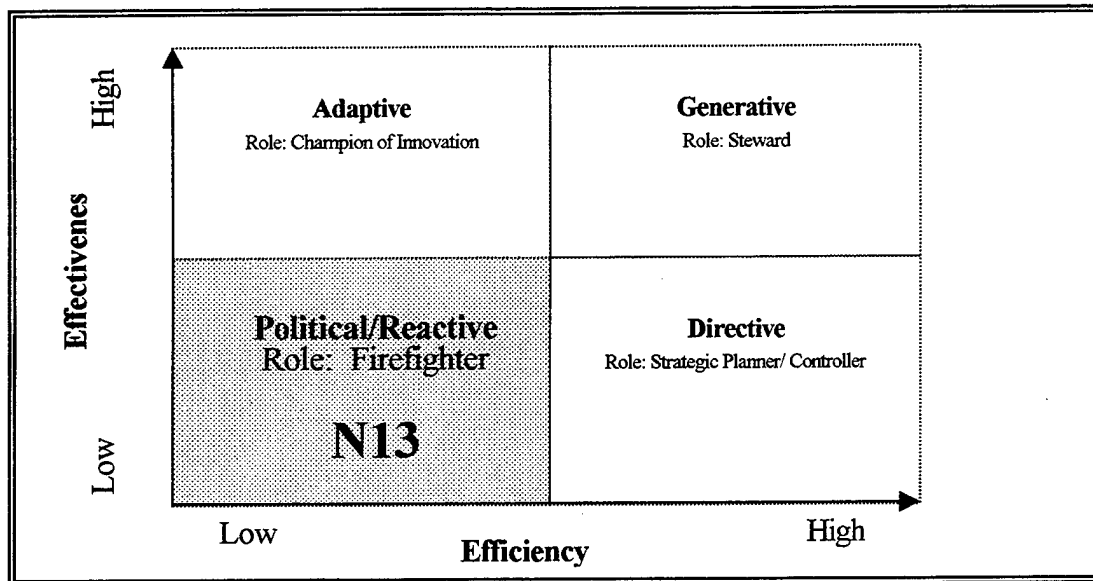 High
Effectivenes
Low
Adaptive
Role: Champion of Innovation
Generative
Role: Steward
Political/Reactive
Role: Firefighter
N13
Directive
Role: Strategic Planner/ Controller
Low
High
Efficiency